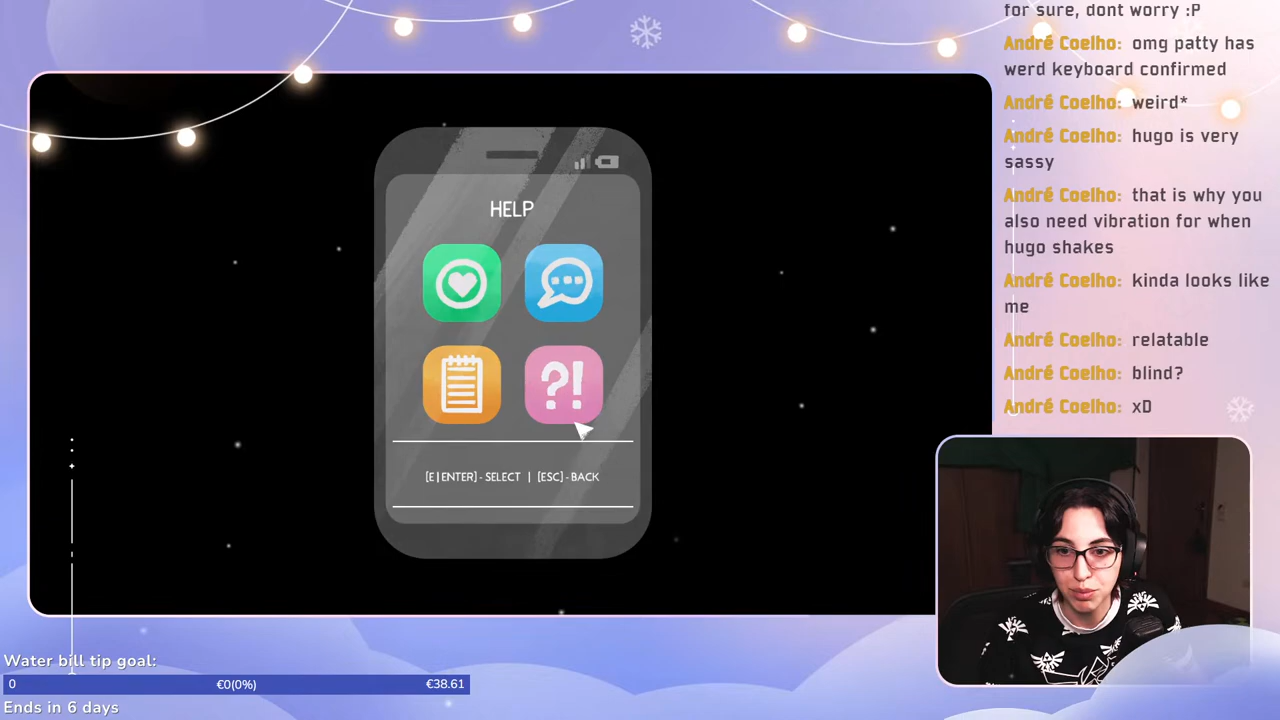 for sure, dont worry :P
André Coelho: omg patty has
werd keyboard confirmed
André Coelho: weird*
André Coelho: hugo is very
sassy
André Coelho: that is why you
also need vibration for when
hugo shakes
André Coelho: kinda looks like
me
André Coelho: relatable
André Coelho: blind?
André Coelho: xD
HELP
?!
[E|ENTER] - SELECT | [ESC] - BACK
Water bill tip goal:
0 €0(0%) €38.61
Ends in 6 days